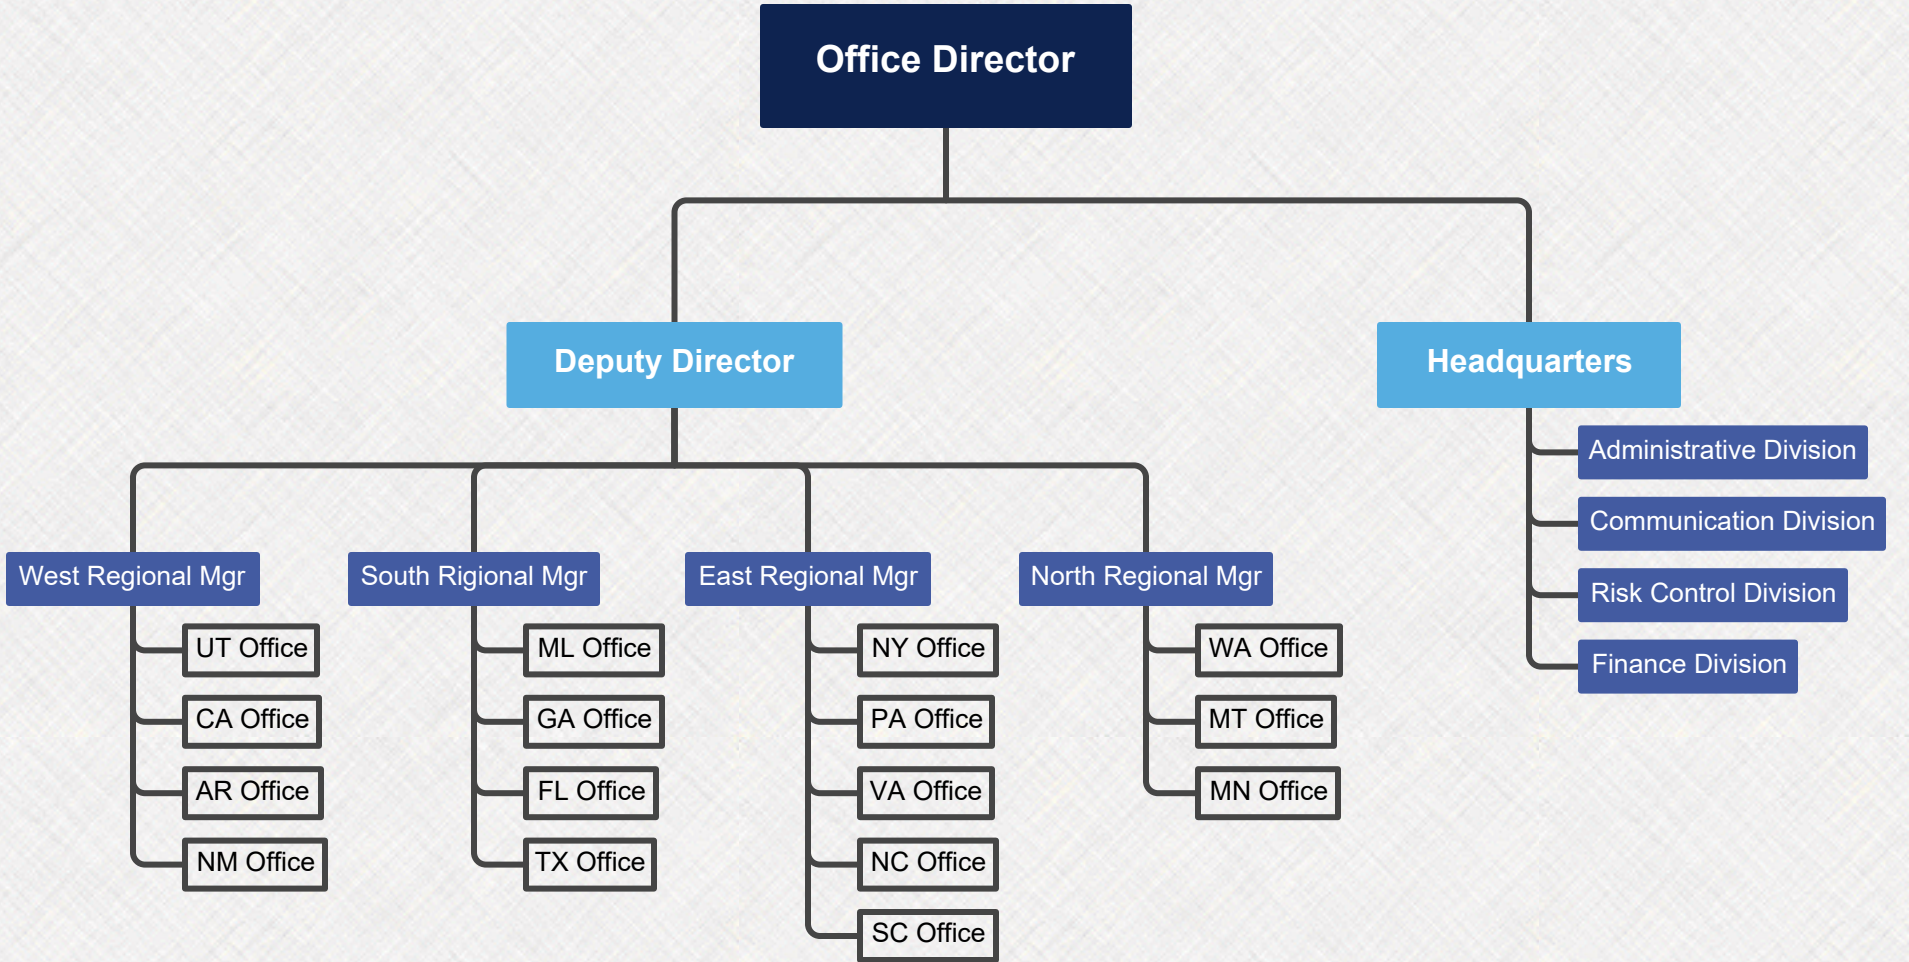 Office Director
Deputy Director
Headquarters
Administrative Division
Communication Division
Risk Control Division
Finance Division
West Regional Mgr
UT Office
CA Office
AR Office
NM Office
South Rigional Mgr
ML Office
GA Office
FL Office
TX Office
East Regional Mgr
NY Office
PA Office
VA Office
NC Office
SC Office
North Regional Mgr
WA Office
MT Office
MN Office